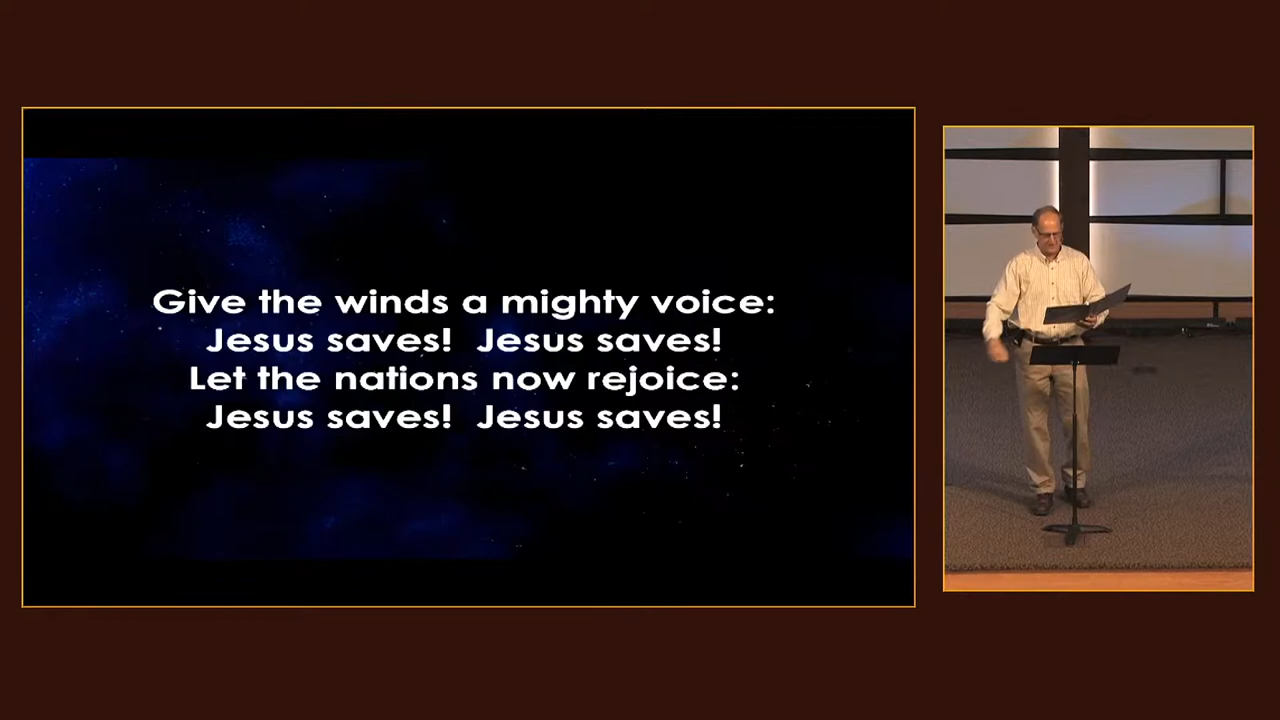 Give the winds a mighty voice:
Jesus saves!  Jesus saves!
Let the nations now rejoice:
Jesus saves!  Jesus saves!